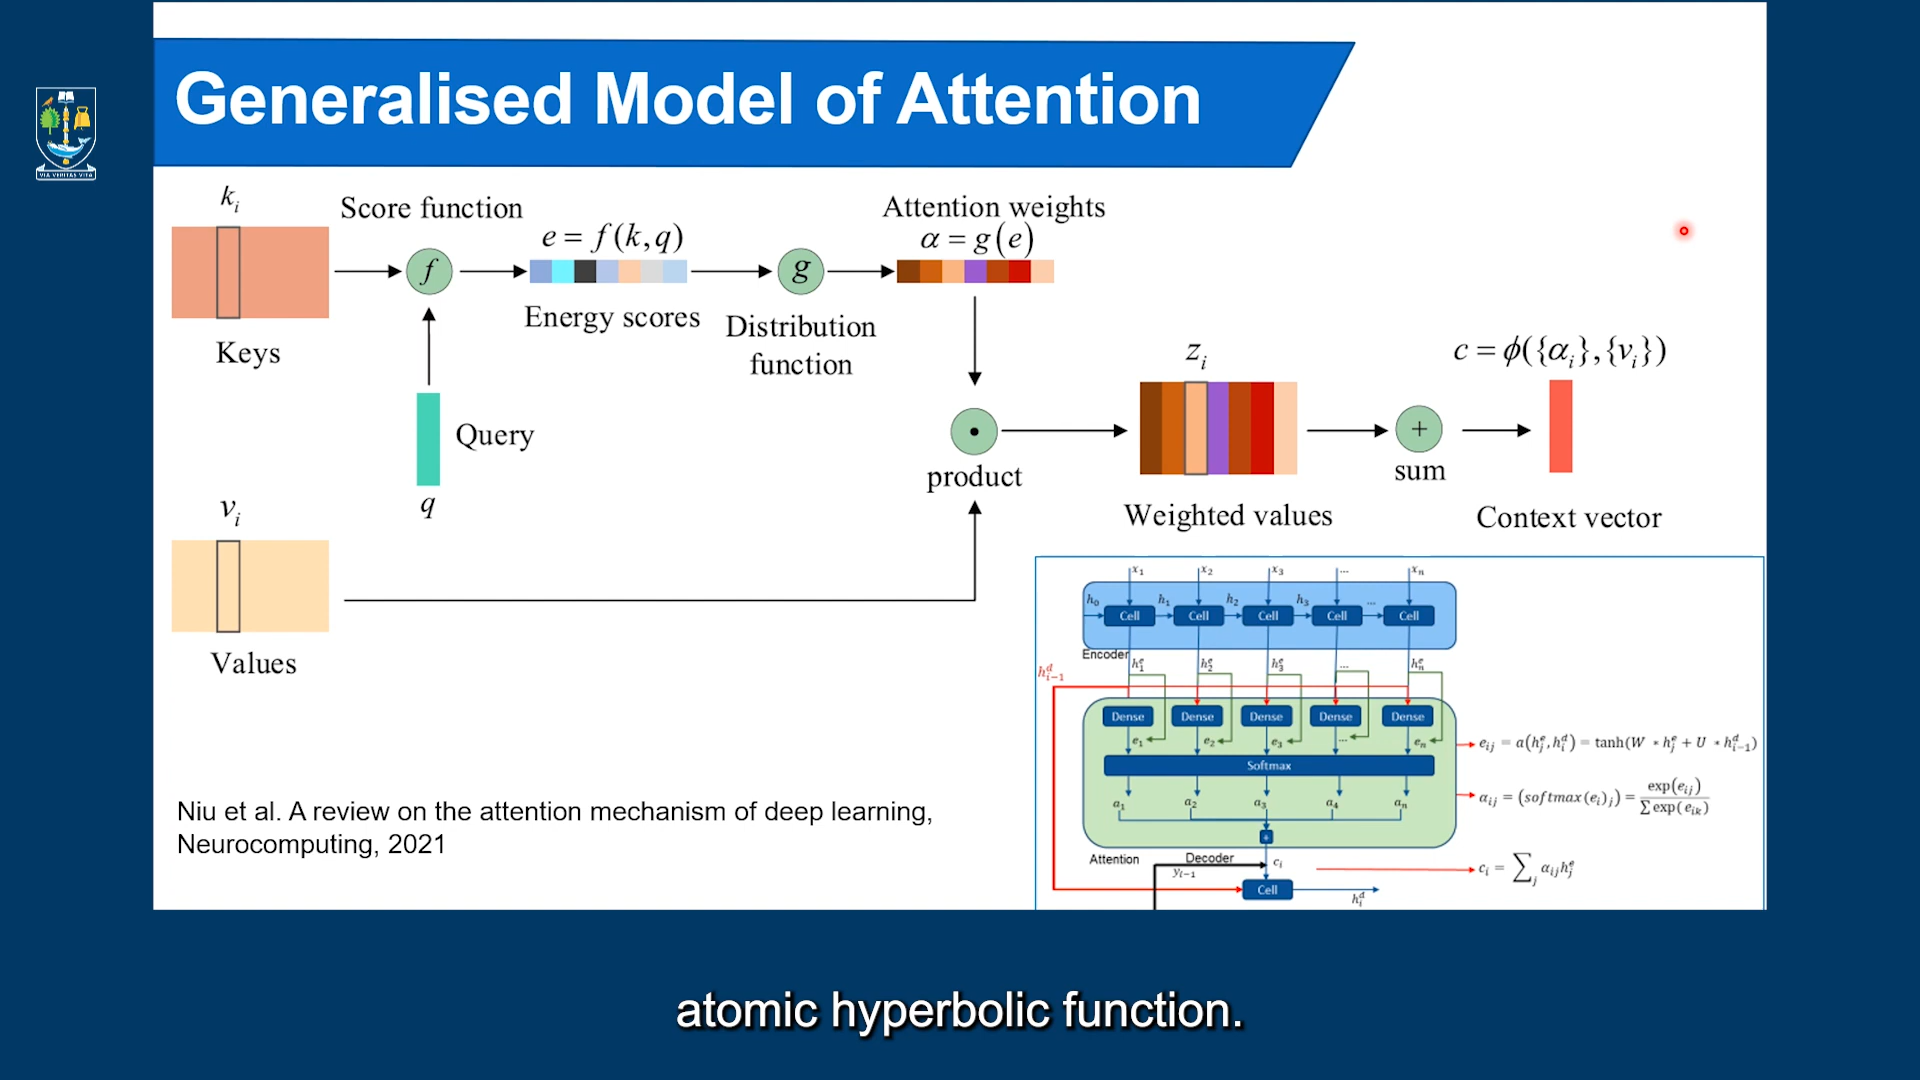 Generalised Model of Attention
VIA VERITAS VITA
k_i
Score function
e = f(k,q)
Attention weights
α = g(e)
f
g
Keys
Energy scores
Distribution
function
Query
q
z_i
c = ϕ({α_i},{v_i})
•
product
+
sum
Weighted values
Context vector
v_i
Values
x_1 x_2 x_3 ... x_n
h_0 h_1 h_2 h_3 ...
Cell Cell Cell Cell Cell
Encoder
h_1^e h_2^e h_3^e ... h_n^e
h_{i-1}^d
Dense Dense Dense Dense Dense
e_1 e_2 e_3 ... e_n
e_{ij} = a(h_j^e, h_i^d) = tanh(W * h_j^e + U * h_{i-1}^d)
Softmax
a_1 a_2 a_3 a_4 a_n
α_{ij} = (softmax(e_i)_j) = exp(e_{ij}) / Σ exp(e_{ik})
+
Attention
Decoder
c_i
y_{i-1}
c_i = Σ_j α_{ij} h_j^e
Cell
h_i^d
Niu et al. A review on the attention mechanism of deep learning,
Neurocomputing, 2021
atomic hyperbolic function.